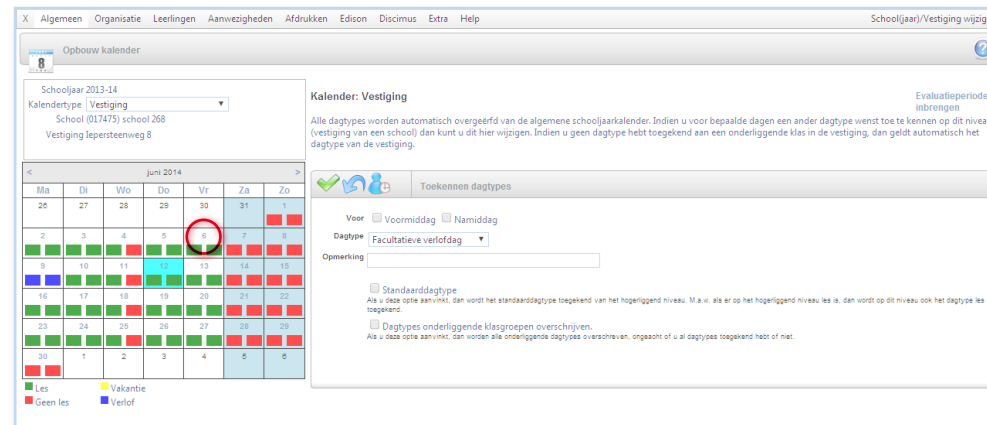 X Algemeen Organisatie Leerlingen Aanwezigheden Afdrukken Edison Discimus Extra Help School(jaar)/Vestiging wijzig
8 Opbouw kalender
Schooljaar 2013-14
Kalendertype Vestiging
School (017475) school 268
Vestiging Iepersteenweg 8
Kalender: Vestiging
Evaluatieperiode
inbrengen
Alle dagtypes worden automatisch overgeërfd van de algemene schooljaarkalender. Indien u voor bepaalde dagen een ander dagtype wenst toe te kennen op dit nivea
(vestiging van een school) dan kunt u dit hier wijzigen. Indien u geen dagtype hebt toegekend aan een onderliggende klas in de vestiging, dan geldt automatisch het
dagtype van de vestiging.
< juni 2014 >
Ma Di Wo Do Vr Za Zo
26 27 28 29 30 31 1
2 3 4 5 6 7 8
9 10 11 12 13 14 15
16 17 18 19 20 21 22
23 24 25 26 27 28 29
30 1 2 3 4 5 6
Les Vakantie
Geen les Verlof
Toekennen dagtypes
Voor Voormiddag Namiddag
Dagtype Facultatieve verlofdag
Opmerking
Standaarddagtype
Als u deze optie aanvinkt, dan wordt het standaarddagtype toegekend van het hogerliggend niveau. M.a.w. als er op het hogerliggend niveau les is, dan wordt op dit niveau ook het dagtype les
toegekend.
Dagtypes onderliggende klasgroepen overschrijven.
Als u deze optie aanvinkt, dan worden alle onderliggende dagtypes overschreven, ongeacht of u al dagtypes toegekend hebt of niet.